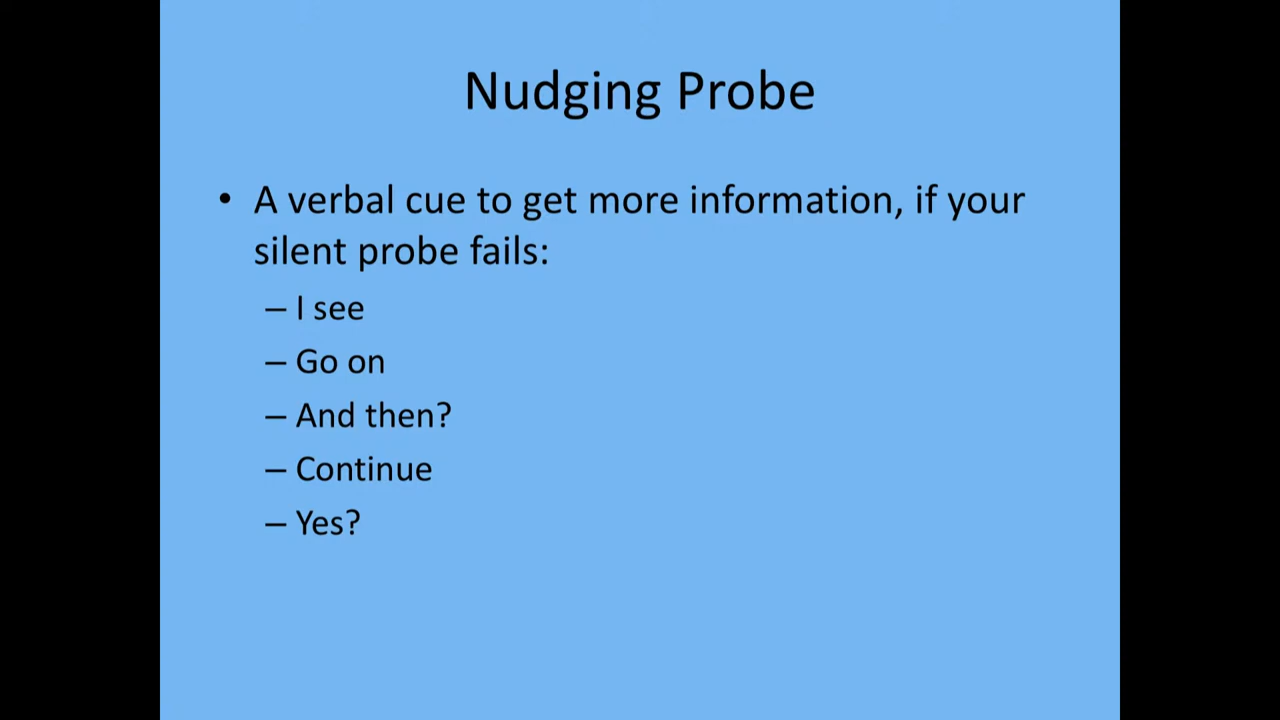 Nudging Probe
• A verbal cue to get more information, if your
silent probe fails:
– I see
– Go on
– And then?
– Continue
– Yes?